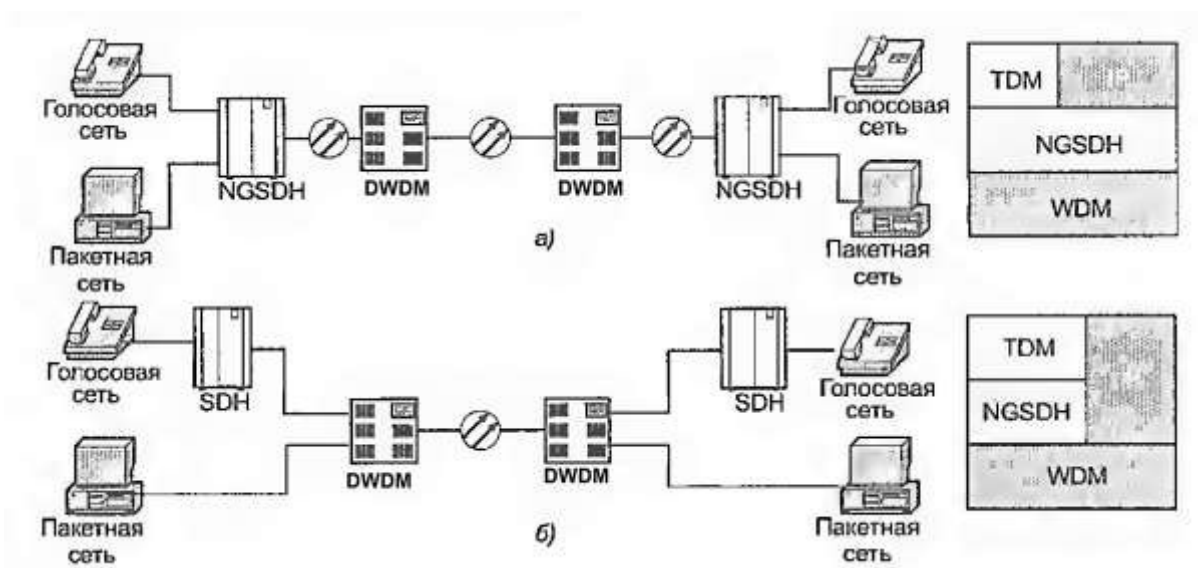 Голосовая
сеть
Пакетная
сеть
NGSDH
DWDM
DWDM
NGSDH
Голосовая
сеть
Пакетная
сеть
TDM
NGSDH
WDM
а)
Голосовая
сеть
SDH
Пакетная
сеть
DWDM
DWDM
SDH
Голосовая
сеть
Пакетная
сеть
TDM
NGSDH
WDM
б)